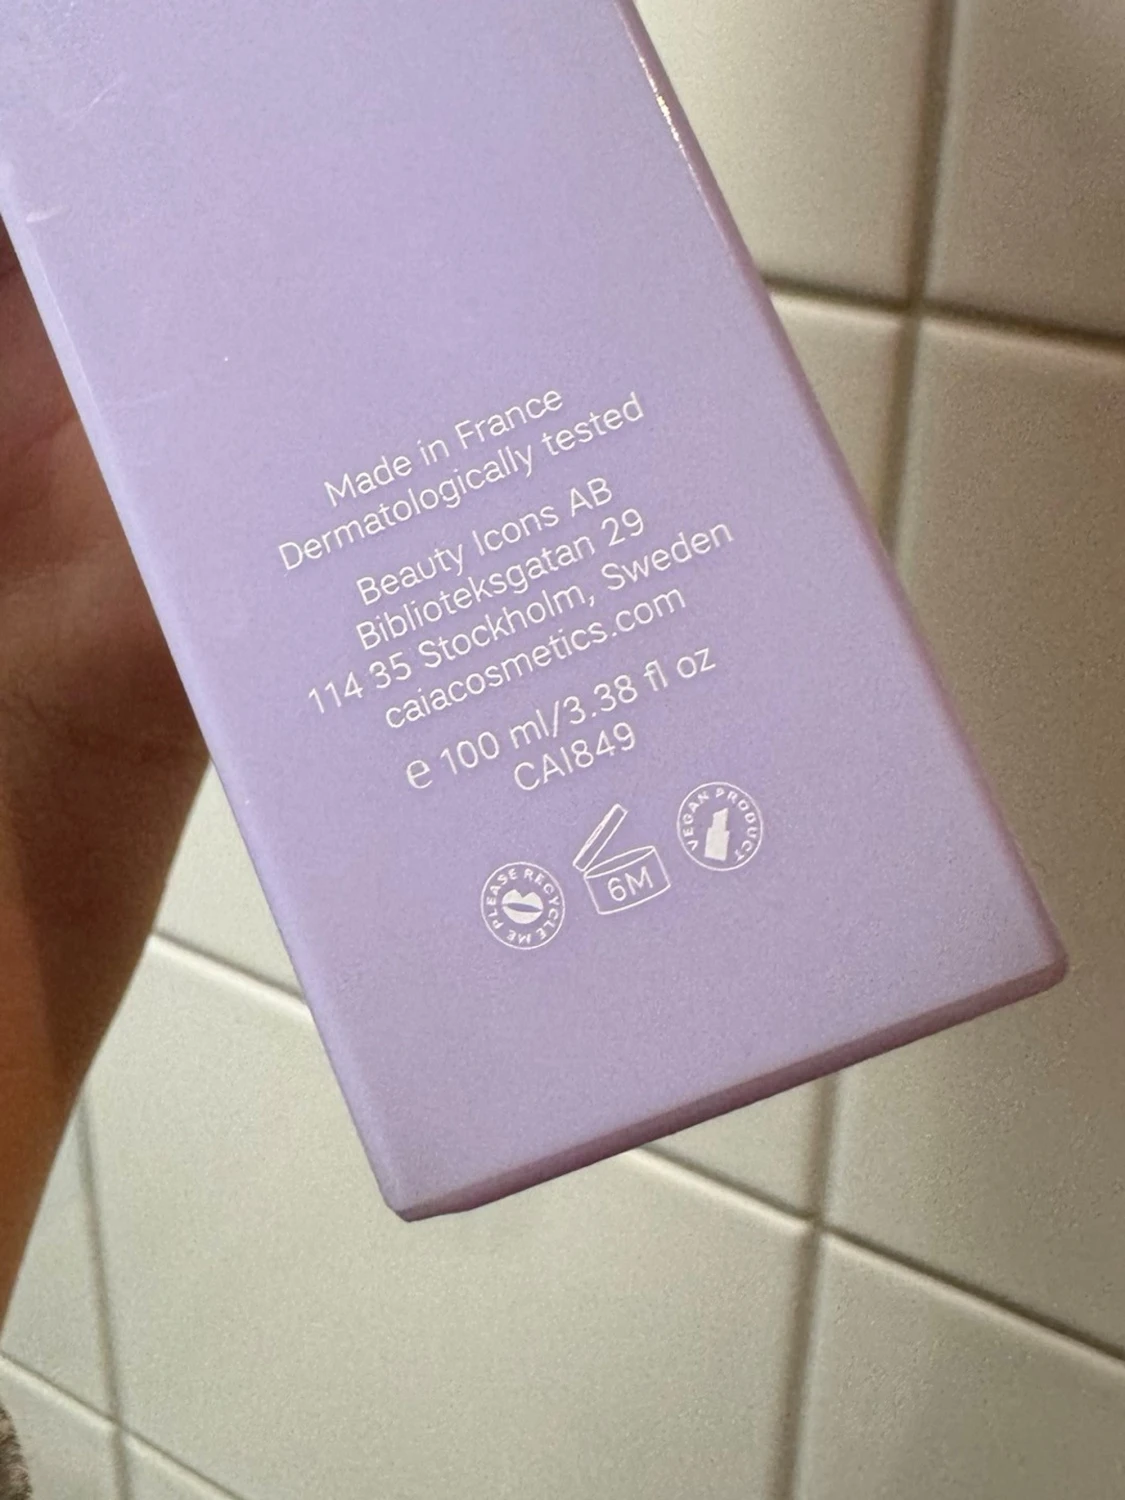 Made in France
Dermatologically tested
Beauty Icons AB
Biblioteksgatan 29
114 35 Stockholm, Sweden
caiacosmetics.com
℮ 100 ml/3.38 fl oz
CAI849
PLEASE RECYCLE ME
6M
VEGAN PRODUCT